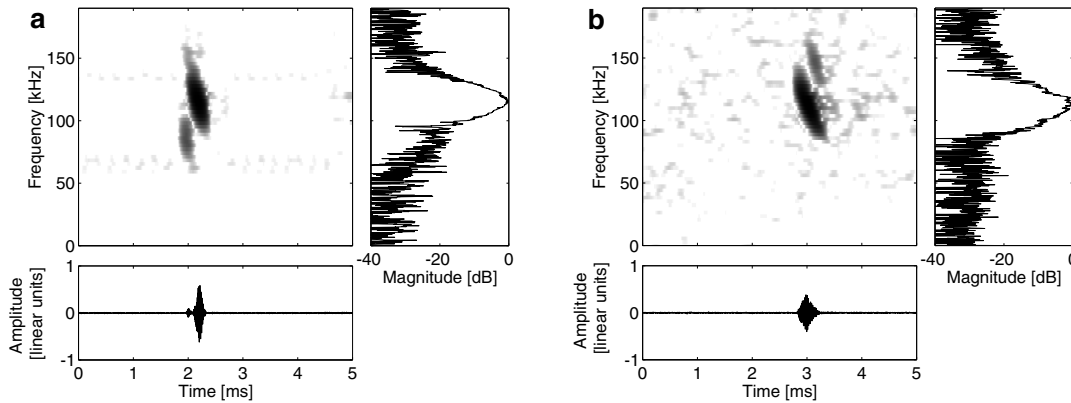 a
150
100
50
0
Frequency [kHz]
-40
-20
0
Magnitude [dB]
1
0
-1
Amplitude
[linear units]
0
1
2
3
4
5
Time [ms]
b
150
100
50
0
Frequency [kHz]
-40
-20
0
Magnitude [dB]
1
0
-1
Amplitude
[linear units]
0
1
2
3
4
5
Time [ms]